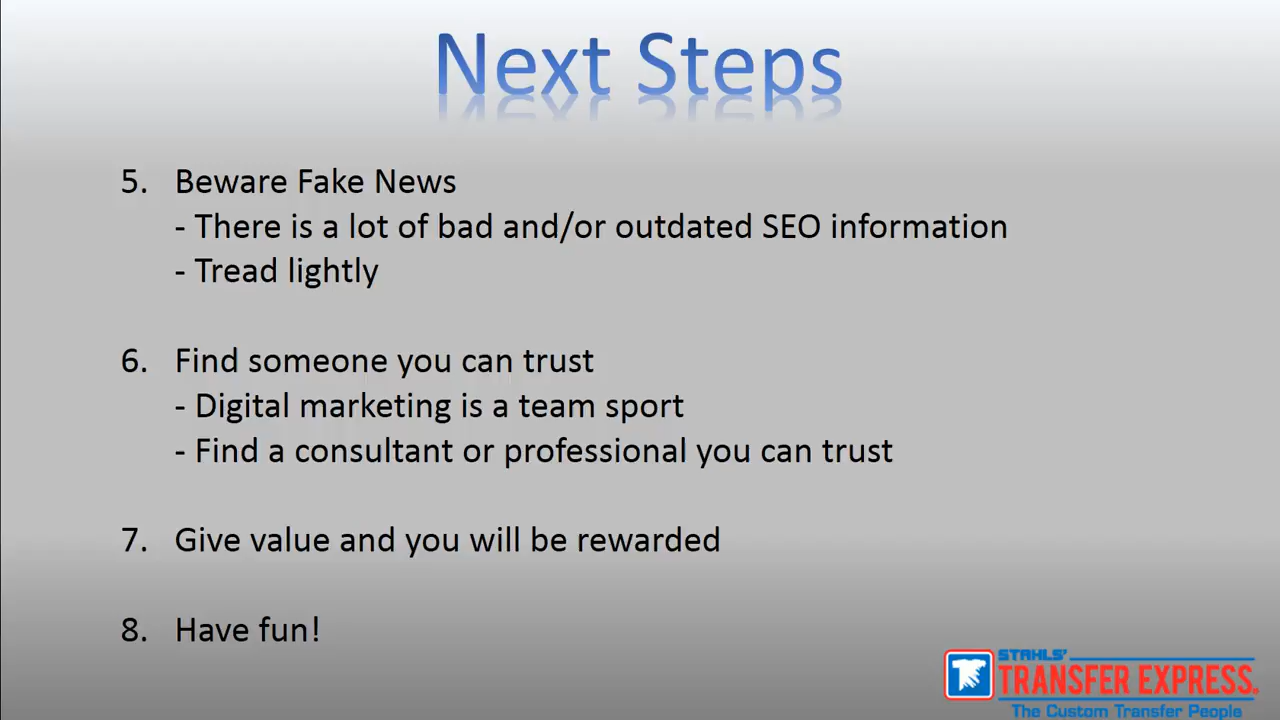 Next Steps
5. Beware Fake News
- There is a lot of bad and/or outdated SEO information
- Tread lightly
6. Find someone you can trust
- Digital marketing is a team sport
- Find a consultant or professional you can trust
7. Give value and you will be rewarded
8. Have fun!
STAHLS'
TRANSFER EXPRESS®
The Custom Transfer People